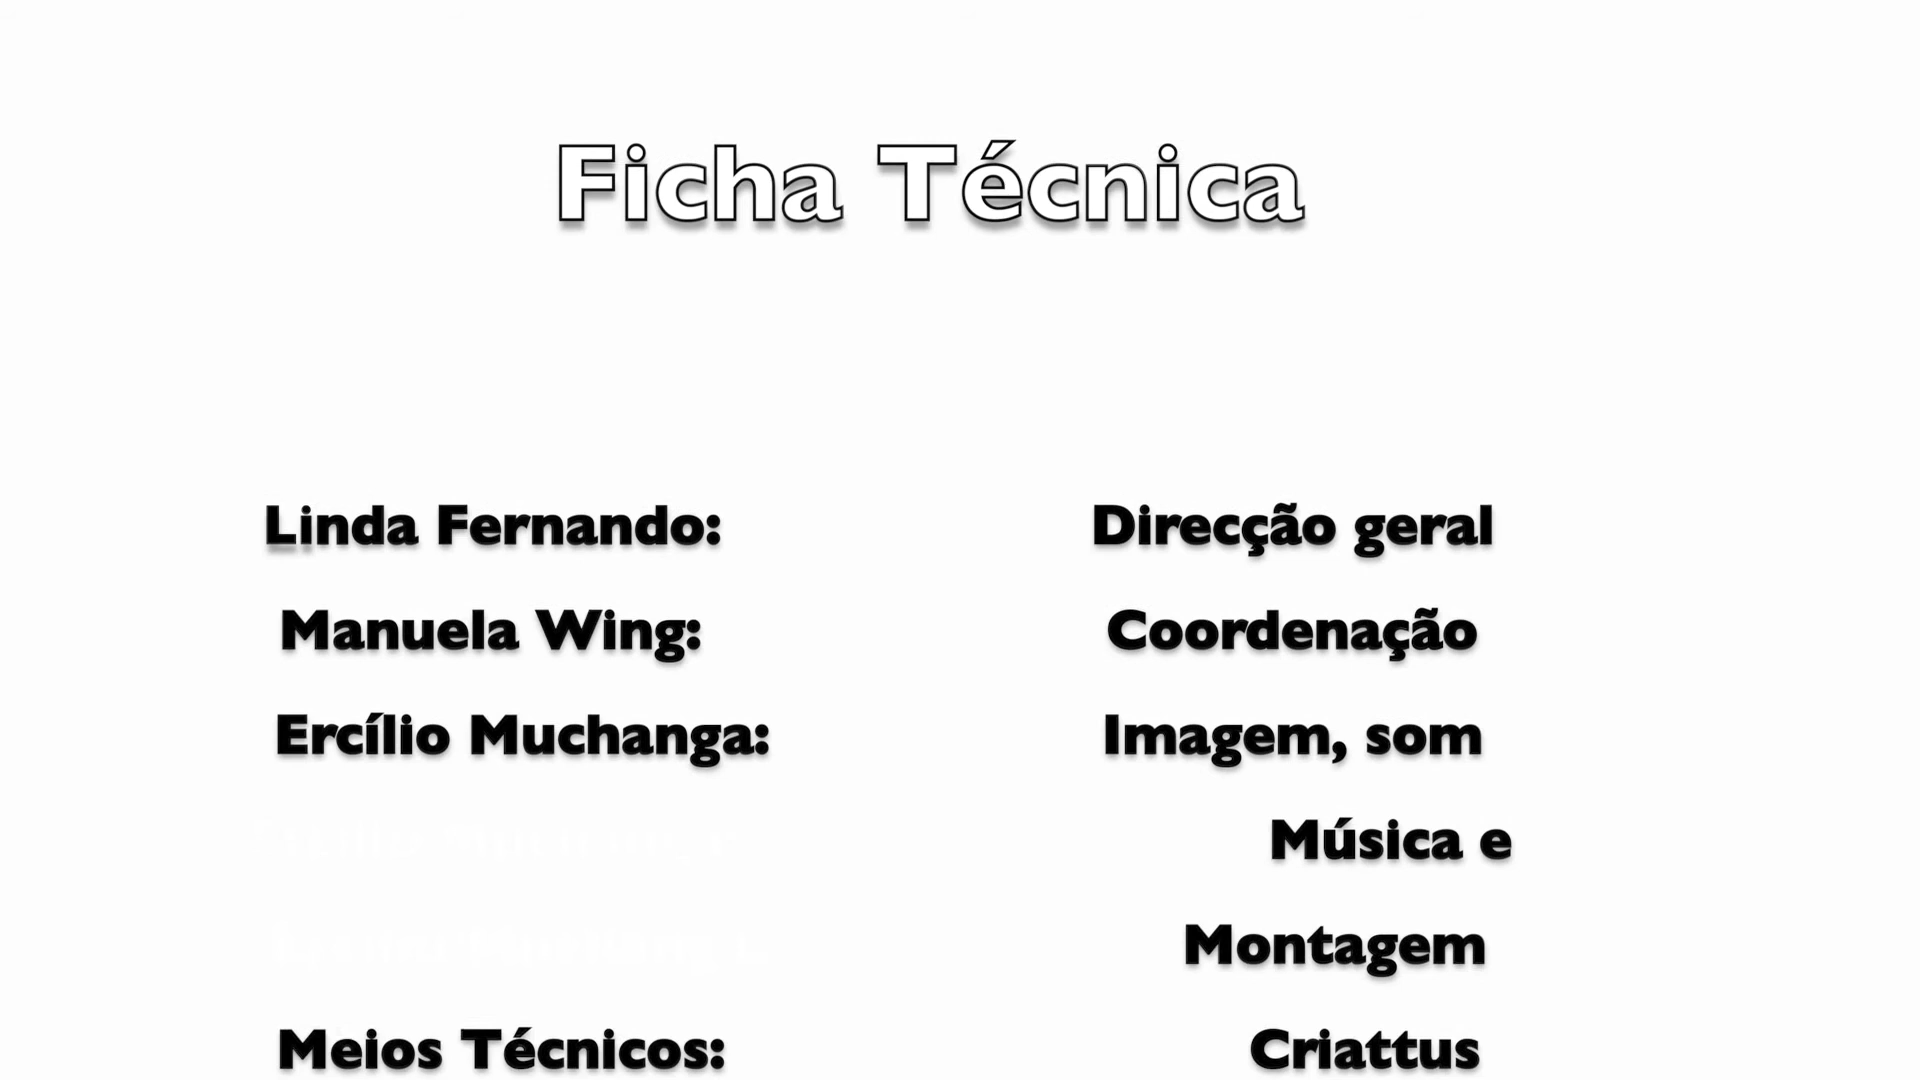 Ficha Técnica
Linda Fernando: Direcção geral
Manuela Wing: Coordenação
Ercílio Muchanga: Imagem, som
Música e
Montagem
Meios Técnicos: Criattus